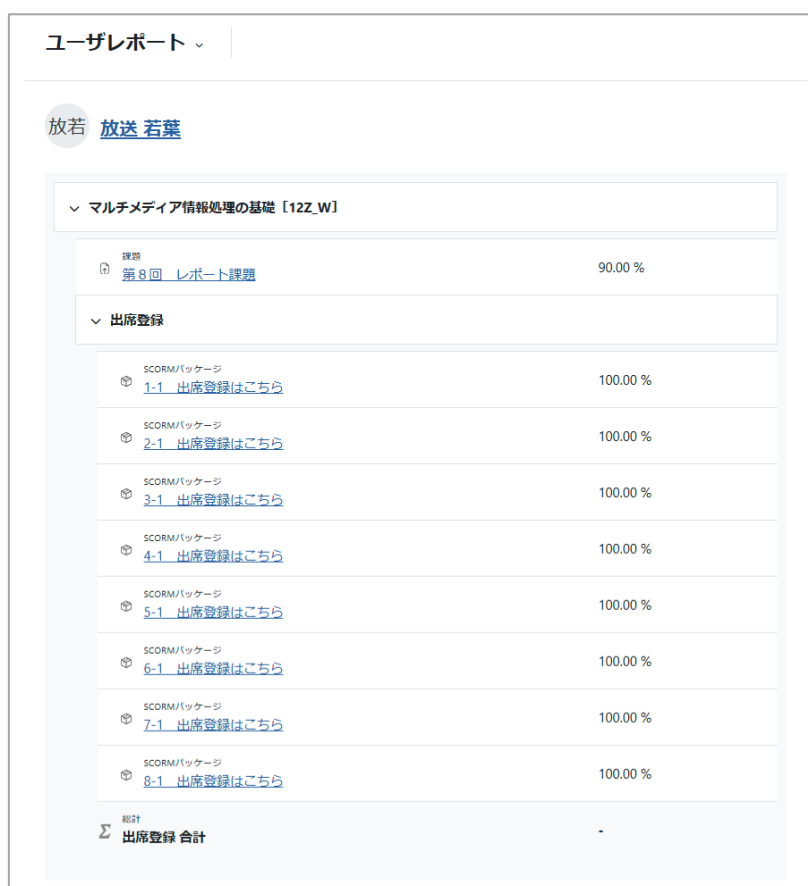 ユーザレポート
放若 放送 若葉
マルチメディア情報処理の基礎［12Z_W］
課題
第８回　レポート課題 90.00 %
出席登録
SCORMパッケージ
1-1　出席登録はこちら 100.00 %
SCORMパッケージ
2-1　出席登録はこちら 100.00 %
SCORMパッケージ
3-1　出席登録はこちら 100.00 %
SCORMパッケージ
4-1　出席登録はこちら 100.00 %
SCORMパッケージ
5-1　出席登録はこちら 100.00 %
SCORMパッケージ
6-1　出席登録はこちら 100.00 %
SCORMパッケージ
7-1　出席登録はこちら 100.00 %
SCORMパッケージ
8-1　出席登録はこちら 100.00 %
総計
Σ 出席登録 合計 -